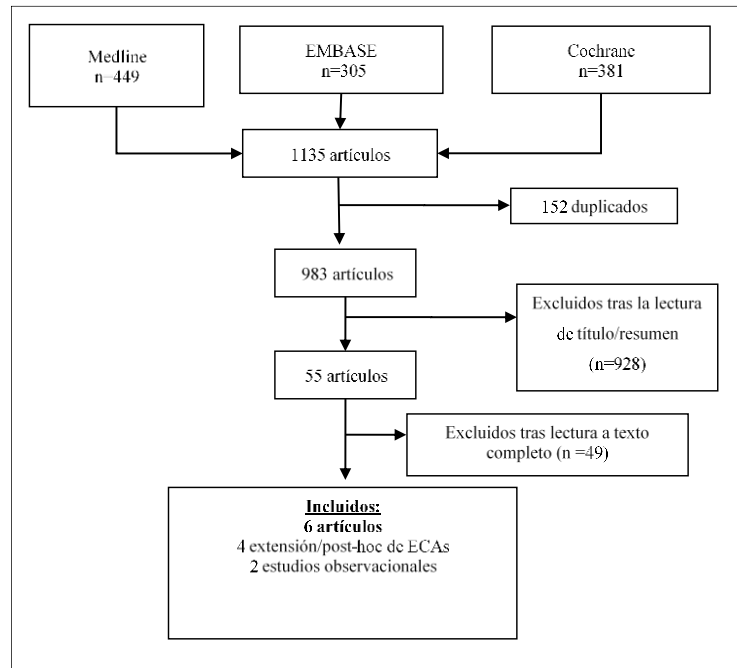 Medline
n=449
EMBASE
n=305
Cochrane
n=381
1135 artículos
152 duplicados
983 artículos
Excluidos tras la lectura
de título/resumen
(n=928)
55 artículos
Excluidos tras lectura a texto
completo (n =49)
Incluidos:
6 artículos
4 extensión/post-hoc de ECAs
2 estudios observacionales